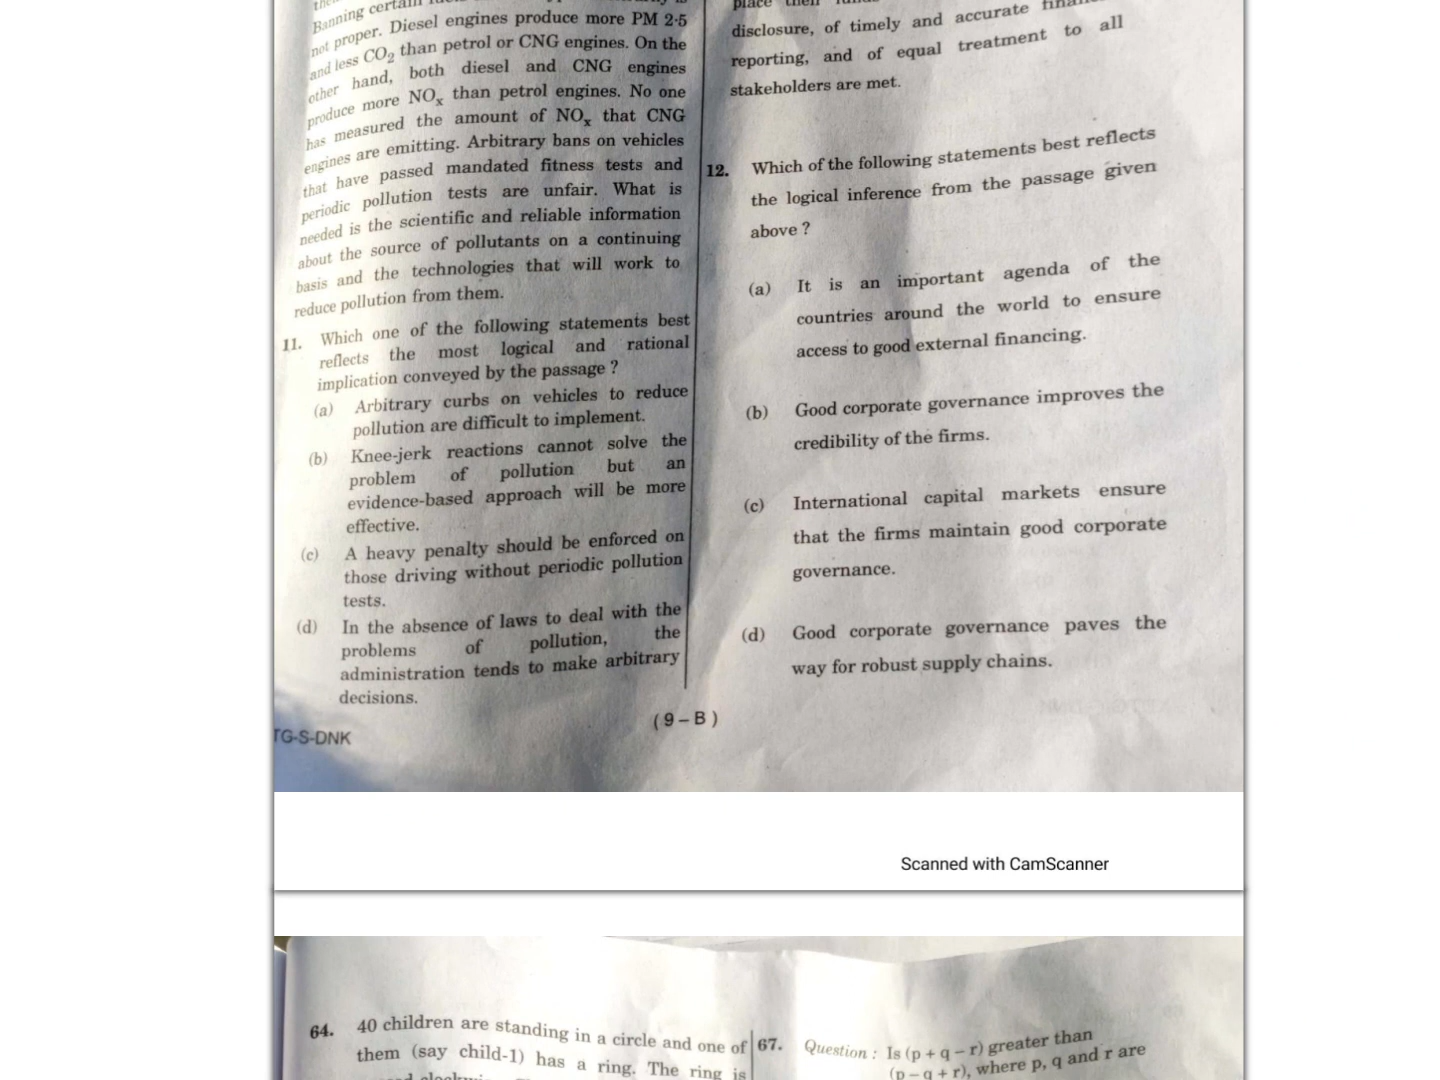 Banning certain
not proper. Diesel engines produce more PM 2·5
and less CO2 than petrol or CNG engines. On the
other hand, both diesel and CNG engines
produce more NOx than petrol engines. No one
has measured the amount of NOx that CNG
engines are emitting. Arbitrary bans on vehicles
that have passed mandated fitness tests and
periodic pollution tests are unfair. What is
needed is the scientific and reliable information
about the source of pollutants on a continuing
basis and the technologies that will work to
reduce pollution from them.
11. Which one of the following statements best
reflects the most logical and rational
implication conveyed by the passage ?
(a) Arbitrary curbs on vehicles to reduce
pollution are difficult to implement.
(b) Knee-jerk reactions cannot solve the
problem of pollution but an
evidence-based approach will be more
effective.
(c) A heavy penalty should be enforced on
those driving without periodic pollution
tests.
(d) In the absence of laws to deal with the
problems of pollution, the
administration tends to make arbitrary
decisions.
place their
disclosure, of timely and accurate
reporting, and of equal treatment to all
stakeholders are met.
12. Which of the following statements best reflects
the logical inference from the passage given
above ?
(a) It is an important agenda of the
countries around the world to ensure
access to good external financing.
(b) Good corporate governance improves the
credibility of the firms.
(c) International capital markets ensure
that the firms maintain good corporate
governance.
(d) Good corporate governance paves the
way for robust supply chains.
TG-S-DNK
( 9 – B )
Scanned with CamScanner
64. 40 children are standing in a circle and one of
them (say child-1) has a ring. The ring is
67. Question : Is (p + q – r) greater than
(p – q + r), where p, q and r are